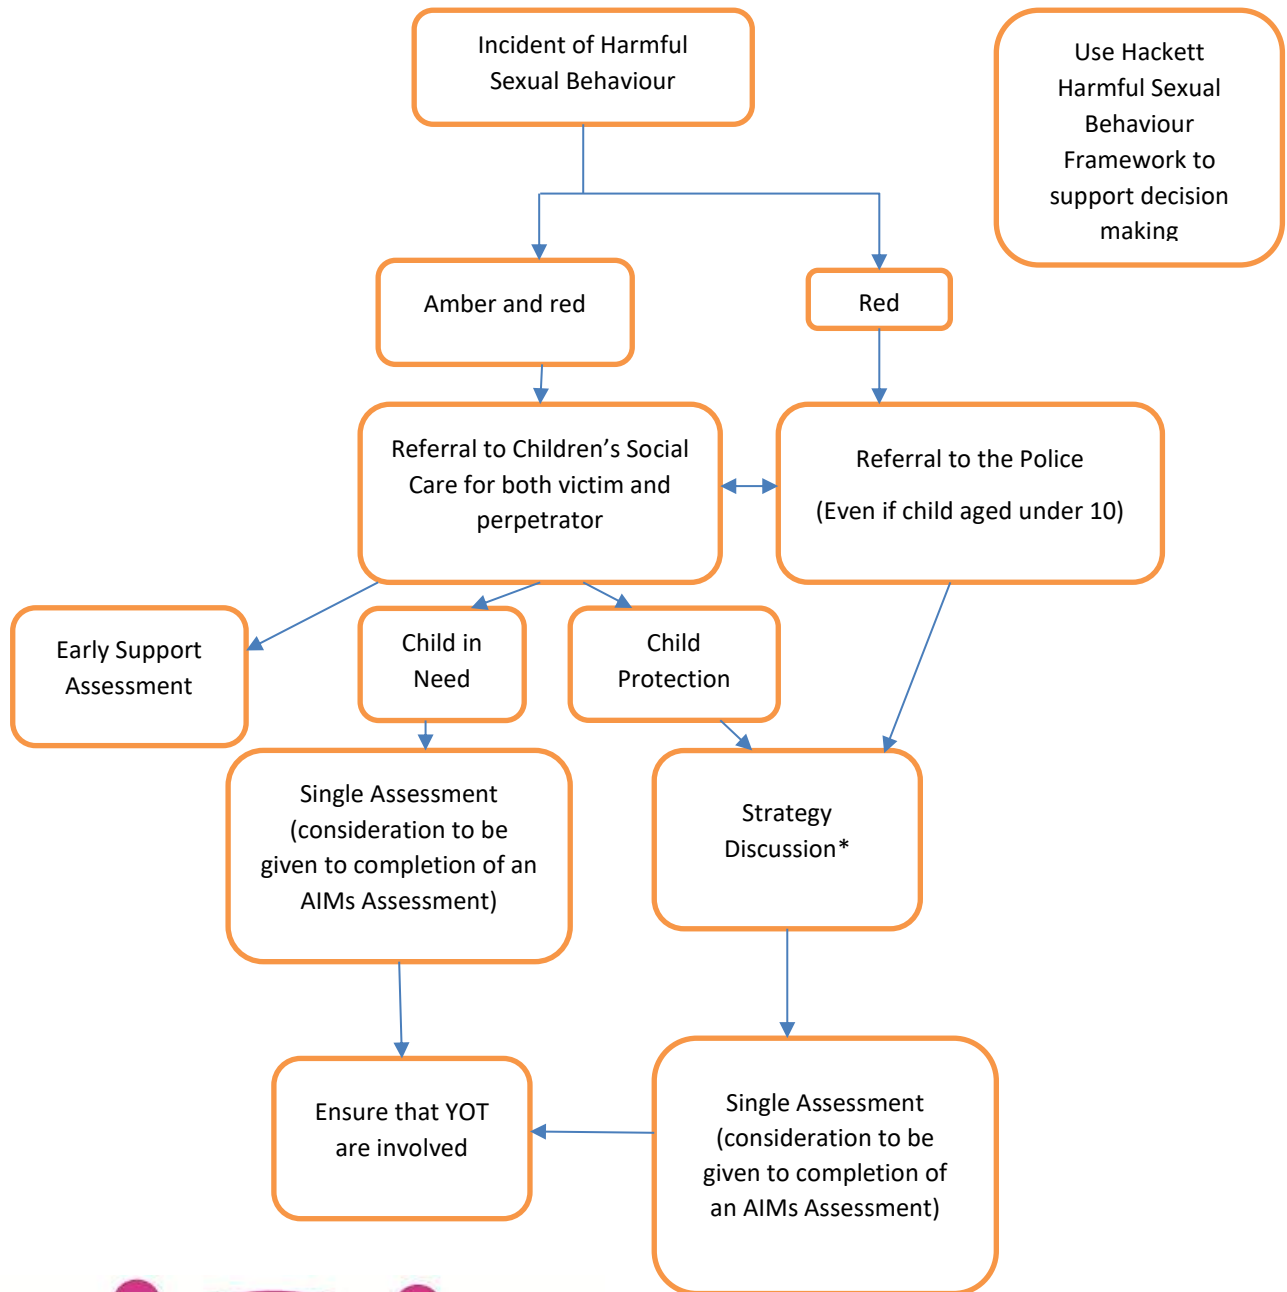 Incident of Harmful
Sexual Behaviour
Use Hackett
Harmful Sexual
Behaviour
Framework to
support decision
making
Amber and red
Red
Referral to Children’s Social
Care for both victim and
perpetrator
Referral to the Police
(Even if child aged under 10)
Early Support
Assessment
Child in
Need
Child
Protection
Single Assessment
(consideration to be
given to completion of an
AIMs Assessment)
Strategy
Discussion*
Ensure that YOT
are involved
Single Assessment
(consideration to be
given to completion of
an AIMs Assessment)